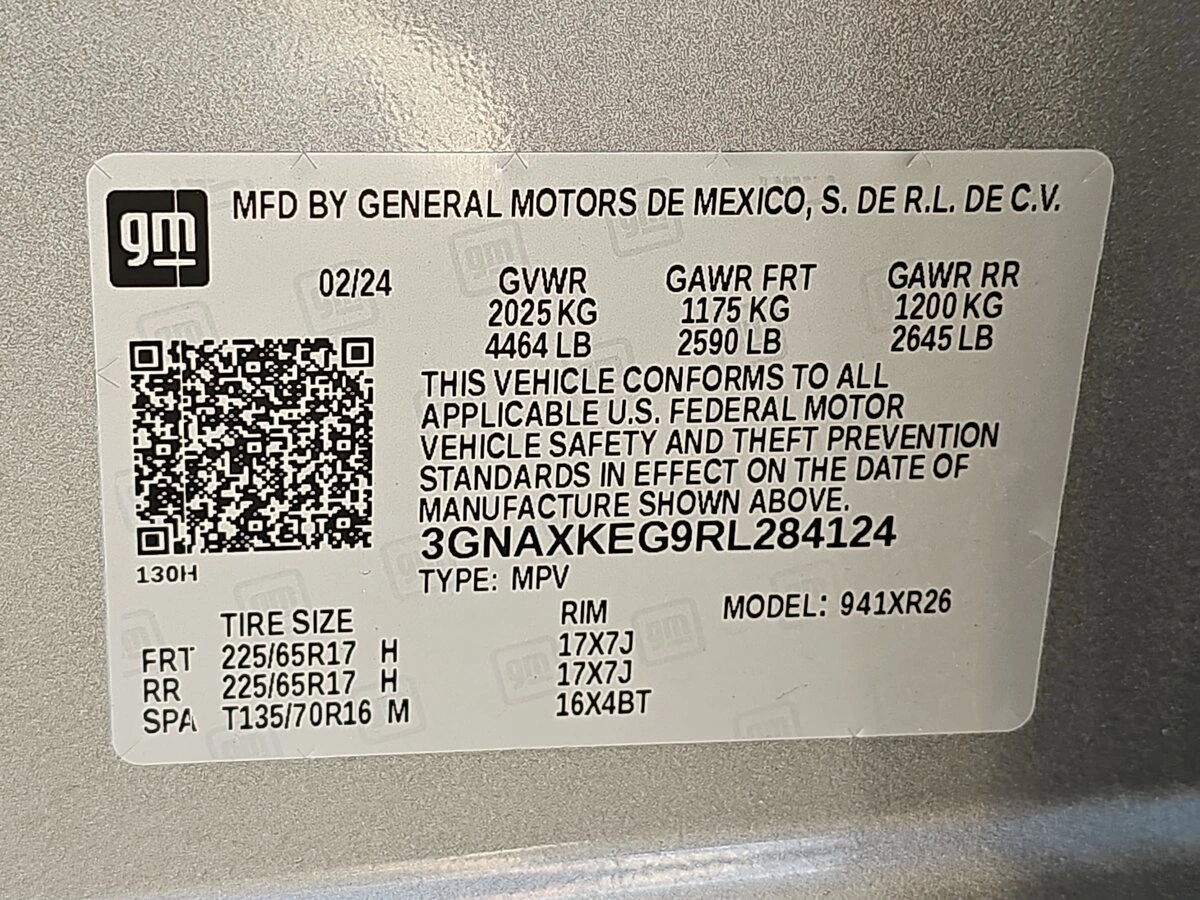 gm MFD BY GENERAL MOTORS DE MEXICO, S. DE R.L. DE C.V.
02/24 GVWR GAWR FRT GAWR RR
2025 KG 1175 KG 1200 KG
4464 LB 2590 LB 2645 LB
THIS VEHICLE CONFORMS TO ALL
APPLICABLE U.S. FEDERAL MOTOR
VEHICLE SAFETY AND THEFT PREVENTION
STANDARDS IN EFFECT ON THE DATE OF
MANUFACTURE SHOWN ABOVE.
3GNAXKEG9RL284124
130H TYPE: MPV
TIRE SIZE RIM MODEL: 941XR26
FRT 225/65R17 H 17X7J
RR 225/65R17 H 17X7J
SPA T135/70R16 M 16X4BT